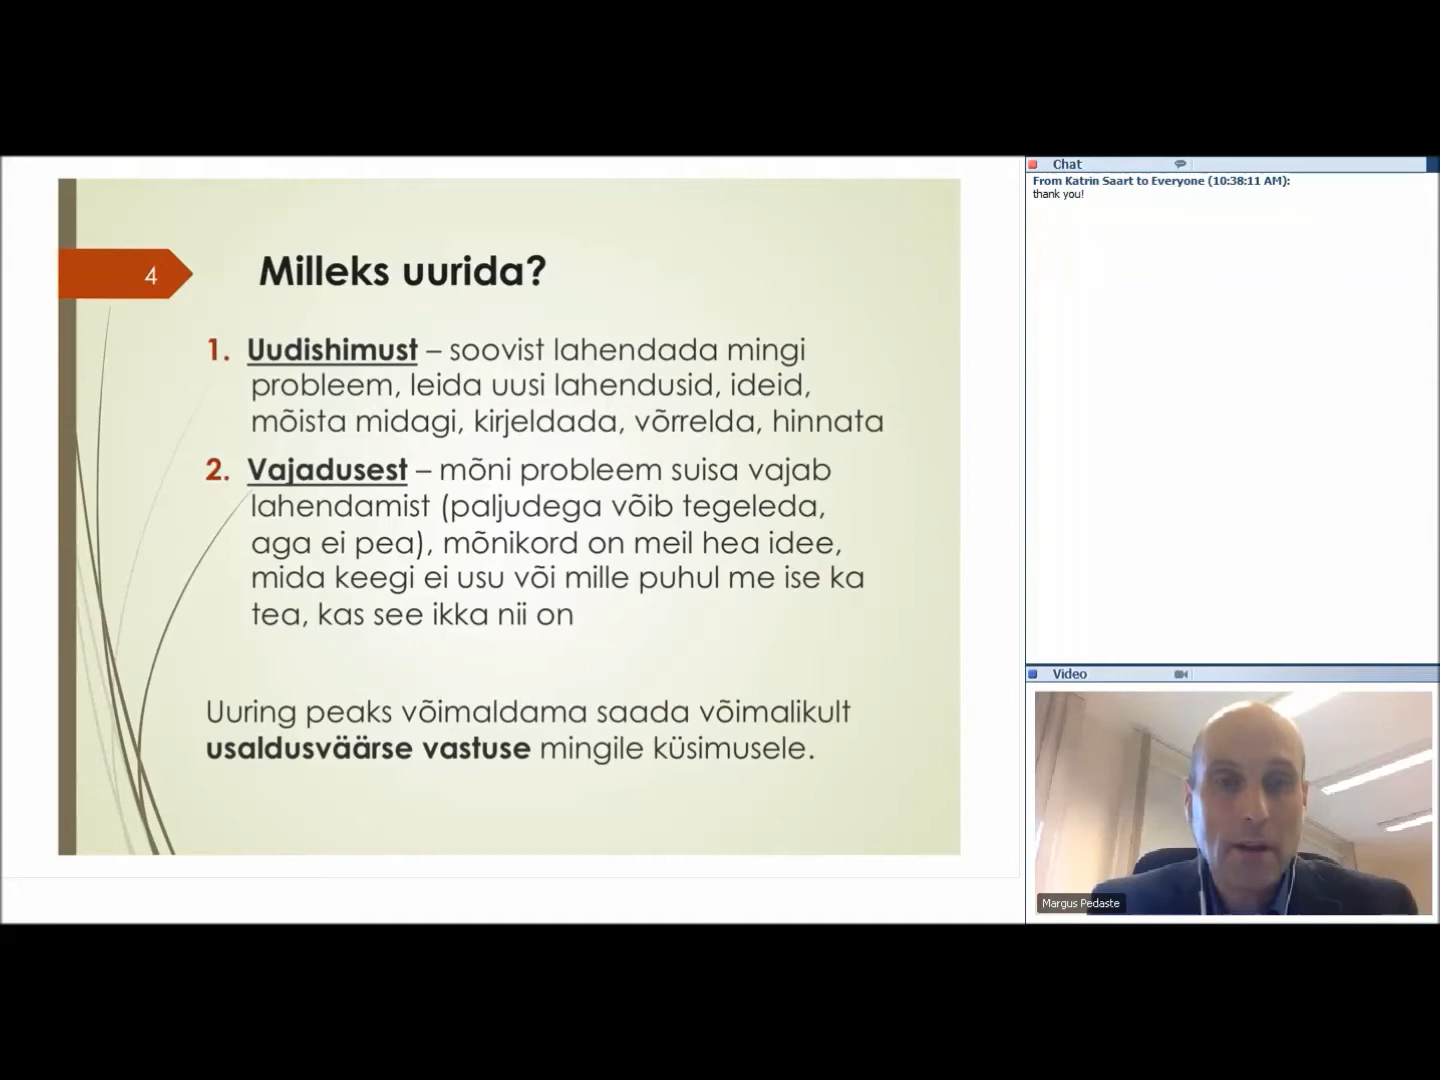 4
Milleks uurida?
1. Uudishimust – soovist lahendada mingi
probleem, leida uusi lahendusid, ideid,
mõista midagi, kirjeldada, võrrelda, hinnata
2. Vajadusest – mõni probleem suisa vajab
lahendamist (paljudega võib tegeleda,
aga ei pea), mõnikord on meil hea idee,
mida keegi ei usu või mille puhul me ise ka
tea, kas see ikka nii on
Uuring peaks võimaldama saada võimalikult
usaldusväärse vastuse mingile küsimusele.
Chat
From Katrin Saart to Everyone (10:38:11 AM):
thank you!
Video
Margus Pedaste